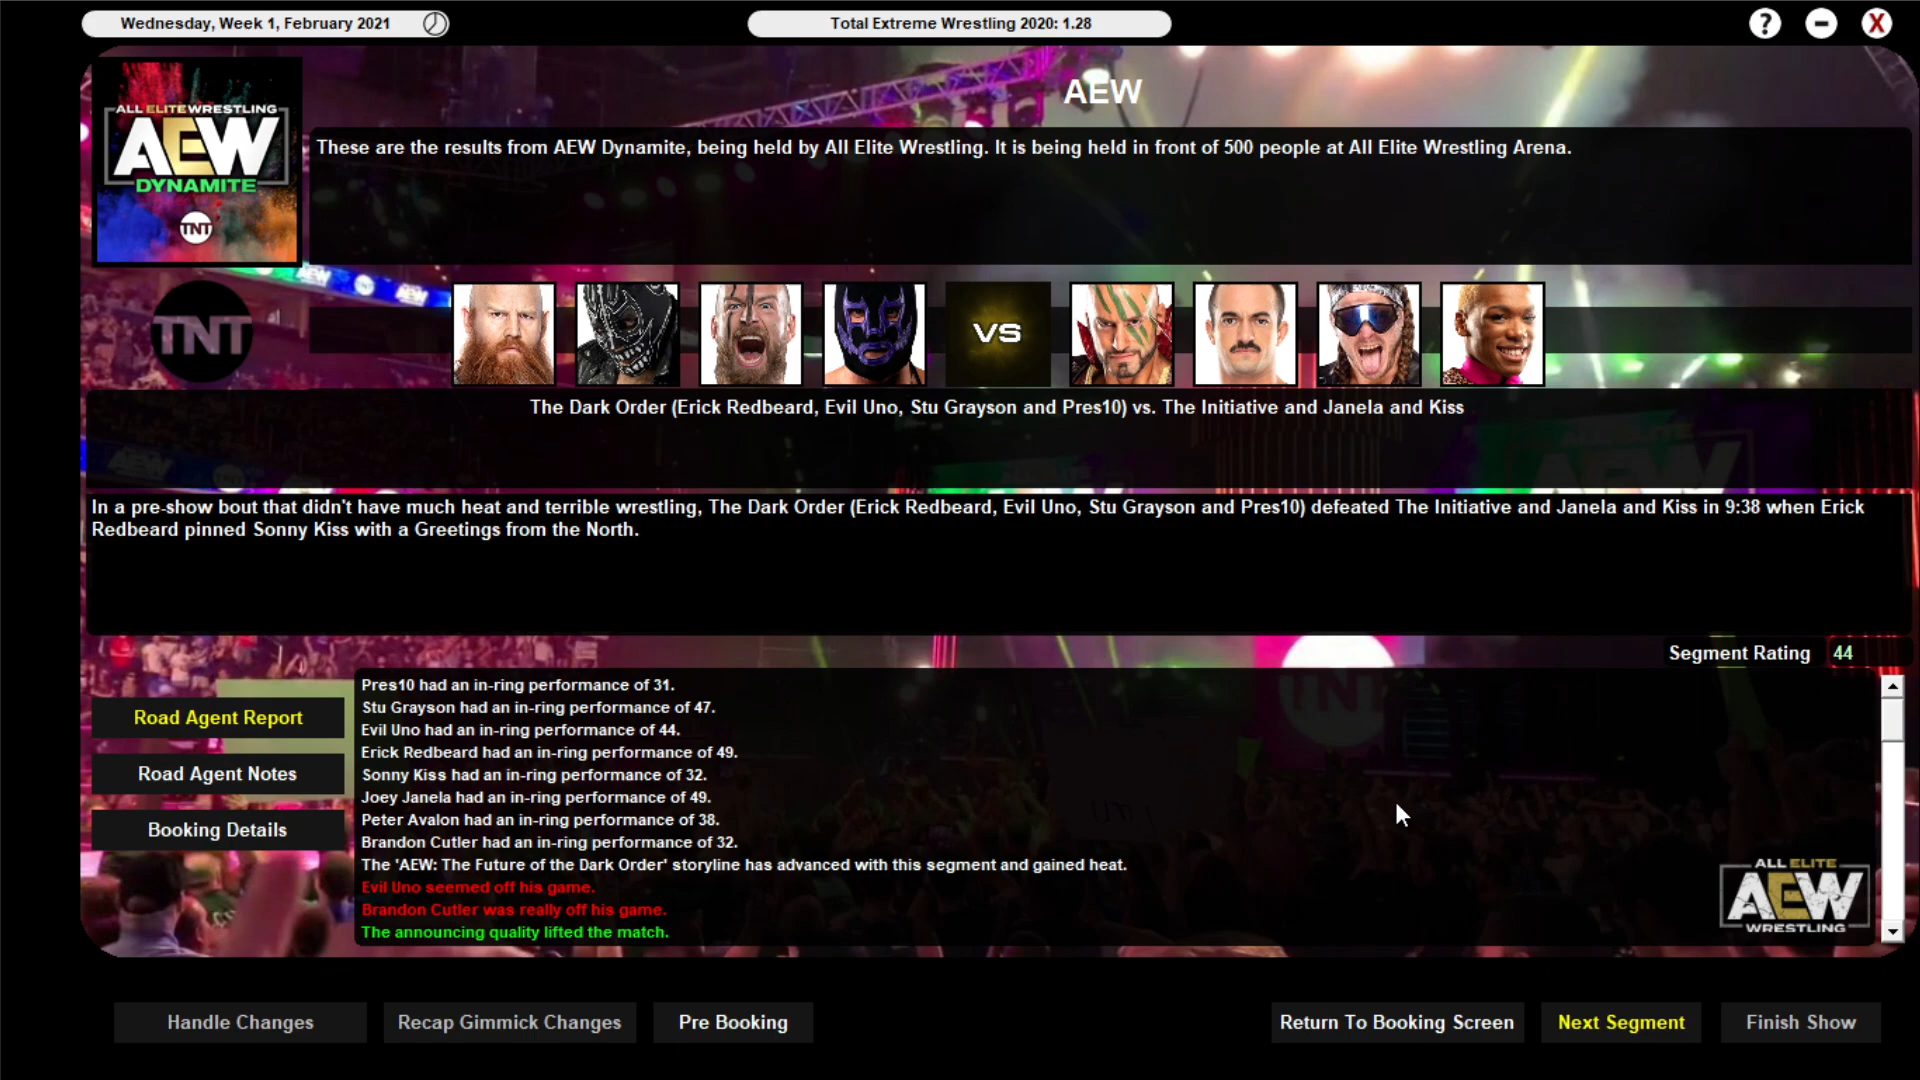 Wednesday, Week 1, February 2021
Total Extreme Wrestling 2020: 1.28
?
X
ALL ELITE WRESTLING
AEW
DYNAMITE
TNT
AEW
These are the results from AEW Dynamite, being held by All Elite Wrestling. It is being held in front of 500 people at All Elite Wrestling Arena.
TNT
VS
The Dark Order (Erick Redbeard, Evil Uno, Stu Grayson and Pres10) vs. The Initiative and Janela and Kiss
In a pre-show bout that didn't have much heat and terrible wrestling, The Dark Order (Erick Redbeard, Evil Uno, Stu Grayson and Pres10) defeated The Initiative and Janela and Kiss in 9:38 when Erick
Redbeard pinned Sonny Kiss with a Greetings from the North.
Segment Rating 44
Road Agent Report
Road Agent Notes
Booking Details
Pres10 had an in-ring performance of 31.
Stu Grayson had an in-ring performance of 47.
Evil Uno had an in-ring performance of 44.
Erick Redbeard had an in-ring performance of 49.
Sonny Kiss had an in-ring performance of 32.
Joey Janela had an in-ring performance of 49.
Peter Avalon had an in-ring performance of 38.
Brandon Cutler had an in-ring performance of 32.
The 'AEW: The Future of the Dark Order' storyline has advanced with this segment and gained heat.
Evil Uno seemed off his game.
Brandon Cutler was really off his game.
The announcing quality lifted the match.
ALL ELITE
AEW
WRESTLING
Handle Changes
Recap Gimmick Changes
Pre Booking
Return To Booking Screen
Next Segment
Finish Show